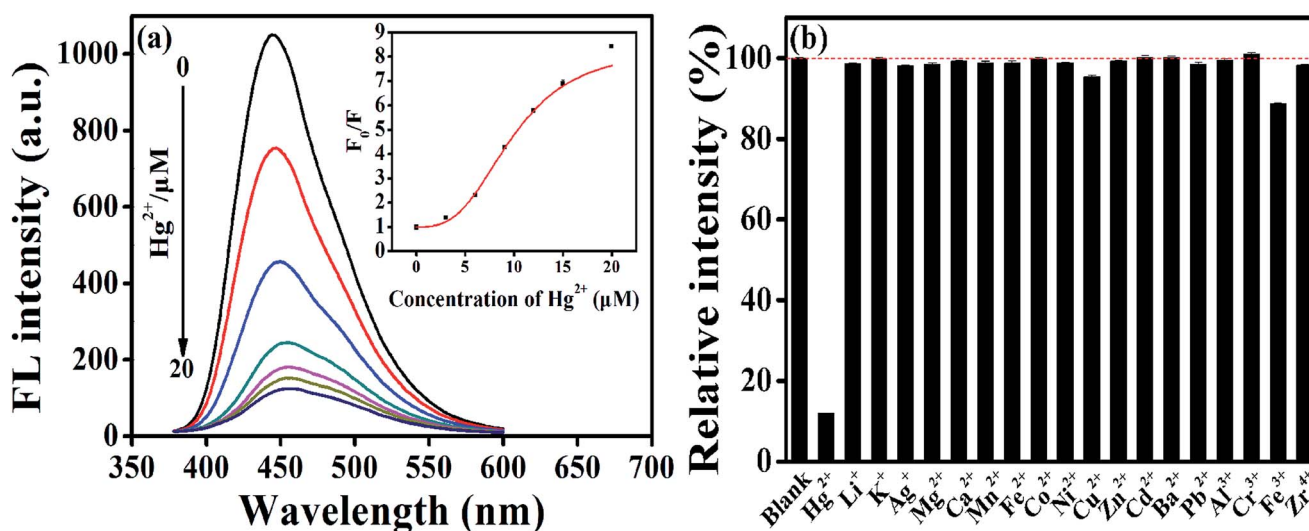 (a)
FL intensity (a.u.)
1000
800
600
400
200
0
0
Hg²⁺/μM
20
350 400 450 500 550 600 650 700
Wavelength (nm)
F₀/F
9
8
7
6
5
4
3
2
1
0
0 5 10 15 20
Concentration of Hg²⁺ (μM)
(b)
Relative intensity (%)
100
80
60
40
20
0
Blank
Hg²⁺
Li⁺
K⁺
Ag⁺
Mg²⁺
Ca²⁺
Mn²⁺
Fe²⁺
Co²⁺
Ni²⁺
Cu²⁺
Zn²⁺
Cd²⁺
Ba²⁺
Pb²⁺
Al³⁺
Cr³⁺
Fe³⁺
Zr⁴⁺